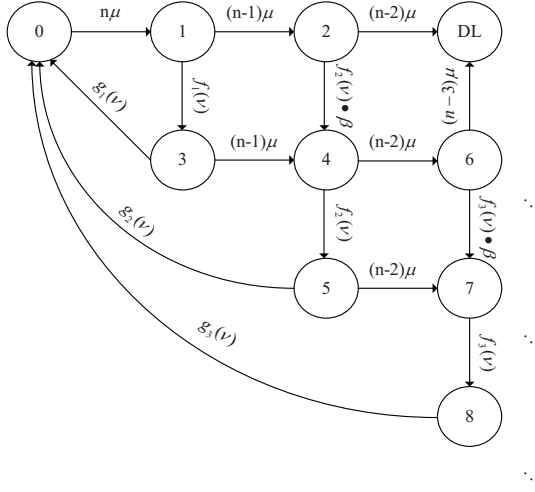 nμ
(n-1)μ
(n-2)μ
0
1
2
DL
g₁(ν)
f₁(ν)
f₂(ν)•β
(n − 3)μ
(n-1)μ
(n-2)μ
3
4
6
g₂(ν)
f₂(ν)
f₃(ν)•β
(n-2)μ
5
7
g₃(ν)
f₃(ν)
8